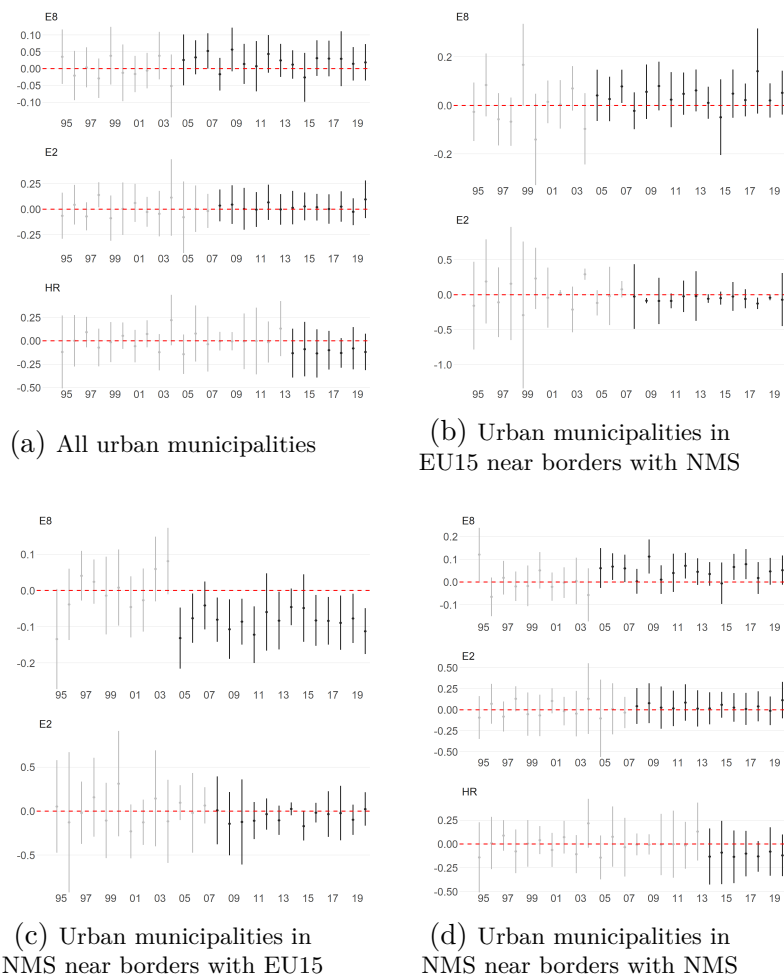 E8
0.10
0.05
0.00
-0.05
-0.10
95 97 99 01 03 05 07 09 11 13 15 17 19
E2
0.25
0.00
-0.25
95 97 99 01 03 05 07 09 11 13 15 17 19
HR
0.25
0.00
-0.25
-0.50
95 97 99 01 03 05 07 09 11 13 15 17 19
(a) All urban municipalities
E8
0.2
0.0
-0.2
95 97 99 01 03 05 07 09 11 13 15 17 19
E2
0.5
0.0
-0.5
-1.0
95 97 99 01 03 05 07 09 11 13 15 17 19
(b) Urban municipalities in
EU15 near borders with NMS
E8
0.1
0.0
-0.1
-0.2
95 97 99 01 03 05 07 09 11 13 15 17 19
E2
0.5
0.0
-0.5
95 97 99 01 03 05 07 09 11 13 15 17 19
(c) Urban municipalities in
NMS near borders with EU15
E8
0.2
0.1
0.0
-0.1
95 97 99 01 03 05 07 09 11 13 15 17 19
E2
0.50
0.25
0.00
-0.25
-0.50
95 97 99 01 03 05 07 09 11 13 15 17 19
HR
0.25
0.00
-0.25
-0.50
95 97 99 01 03 05 07 09 11 13 15 17 19
(d) Urban municipalities in
NMS near borders with NMS